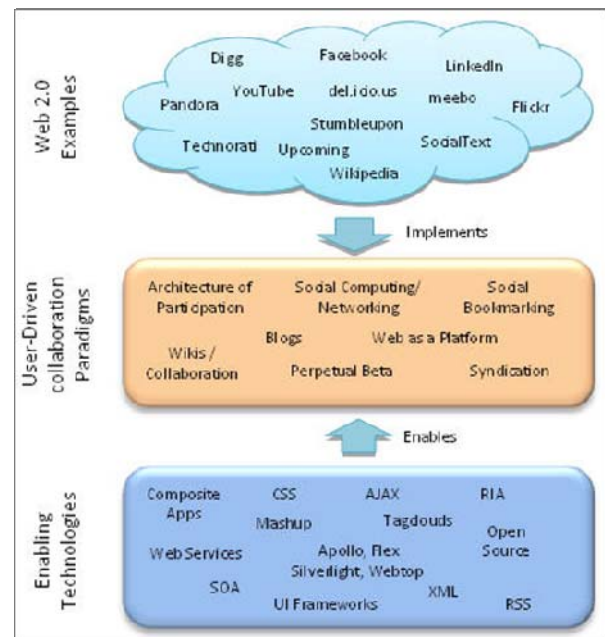 Web 2.0
Examples
Digg
Facebook
LinkedIn
YouTube
del.icio.us
meebo
Pandora
Flickr
Stumbleupon
Technorati
Upcoming
SocialText
Wikipedia
Implements
User-Driven
collaboration
Paradigms
Architecture of
Participation
Social Computing/
Networking
Social
Bookmarking
Blogs
Web as a Platform
Wikis /
Collaboration
Perpetual Beta
Syndication
Enables
Enabling
Technologies
Composite
Apps
CSS
AJAX
RIA
Mashup
Tagclouds
Open
Source
Web Services
Apollo, Flex
Silverlight, Webtop
SOA
XML
UI Frameworks
RSS